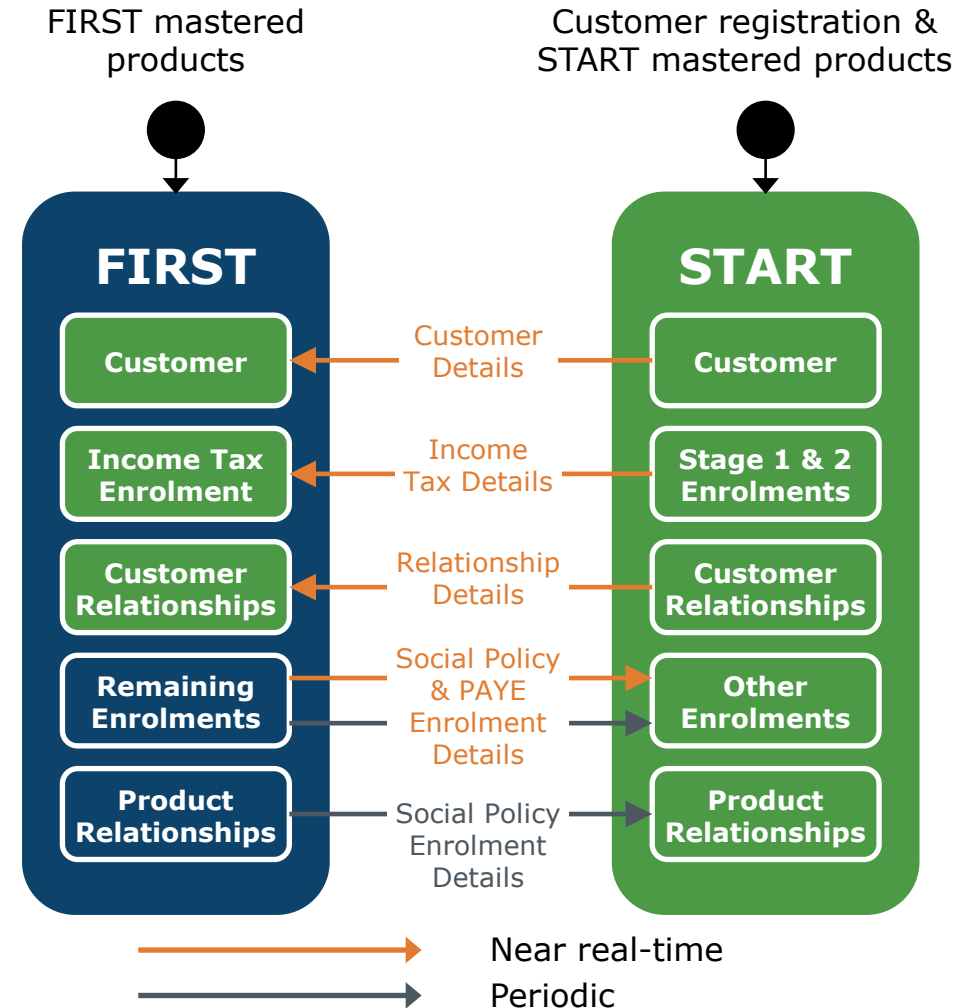 FIRST mastered
products
Customer registration &
START mastered products
FIRST
START
Customer
Customer
Details
Customer
Income Tax
Enrolment
Income
Tax Details
Stage 1 & 2
Enrolments
Customer
Relationships
Relationship
Details
Customer
Relationships
Remaining
Enrolments
Social Policy
& PAYE
Enrolment
Details
Other
Enrolments
Product
Relationships
Social Policy
Enrolment
Details
Product
Relationships
Near real-time
Periodic